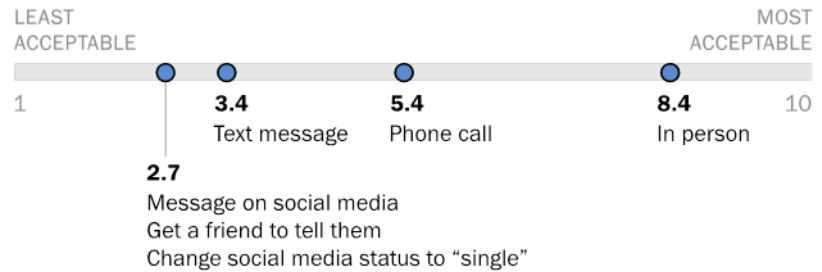 LEAST
ACCEPTABLE
MOST
ACCEPTABLE
1
3.4
5.4
8.4
10
Text message
Phone call
In person
2.7
Message on social media
Get a friend to tell them
Change social media status to “single”